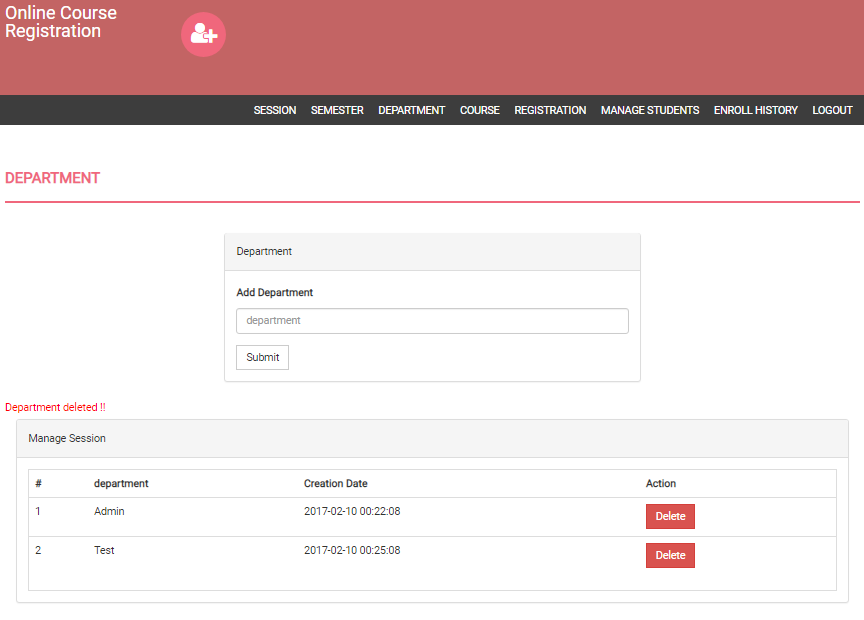 Online Course
Registration
SESSION SEMESTER DEPARTMENT COURSE REGISTRATION MANAGE STUDENTS ENROLL HISTORY LOGOUT
DEPARTMENT
Department
Add Department
department
Submit
Department deleted !!
Manage Session
# department Creation Date Action
1 Admin 2017-02-10 00:22:08 Delete
2 Test 2017-02-10 00:25:08 Delete